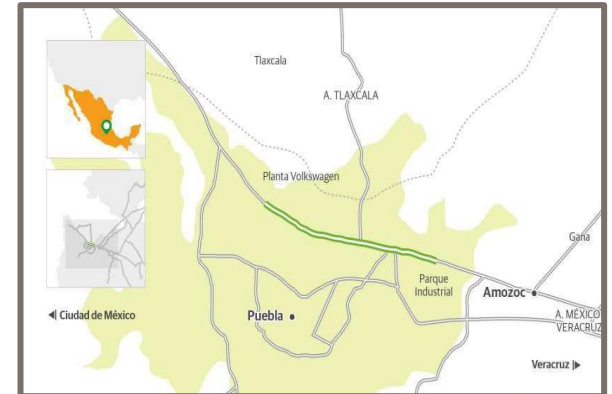 Tlaxcala
A. TLAXCALA
Planta Volkswagen
Gana
Parque
Industrial
Amozoc
Ciudad de México
Puebla
A. MÉXICO
VERACRUZ
Veracruz